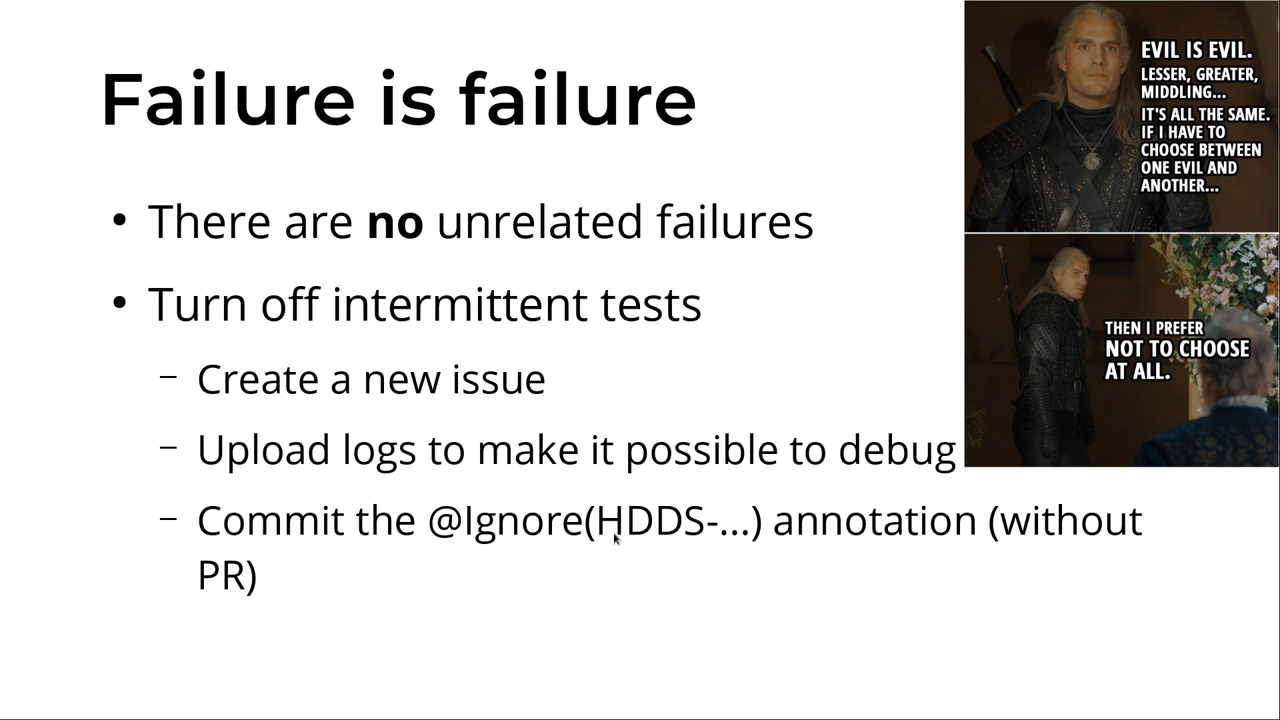 Failure is failure
• There are no unrelated failures
• Turn off intermittent tests
– Create a new issue
– Upload logs to make it possible to debug
– Commit the @Ignore(HDDS-...) annotation (without
PR)
EVIL IS EVIL.
LESSER, GREATER,
MIDDLING...
IT'S ALL THE SAME.
IF I HAVE TO
CHOOSE BETWEEN
ONE EVIL AND
ANOTHER...
THEN I PREFER
NOT TO CHOOSE
AT ALL.